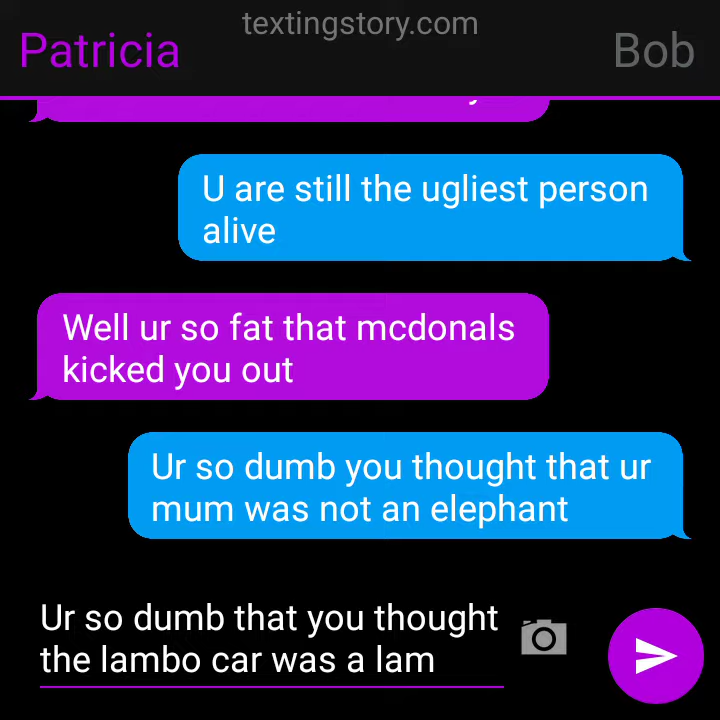 textingstory.com
Patricia
Bob
U are still the ugliest person
alive
Well ur so fat that mcdonals
kicked you out
Ur so dumb you thought that ur
mum was not an elephant
Ur so dumb that you thought
the lambo car was a lam